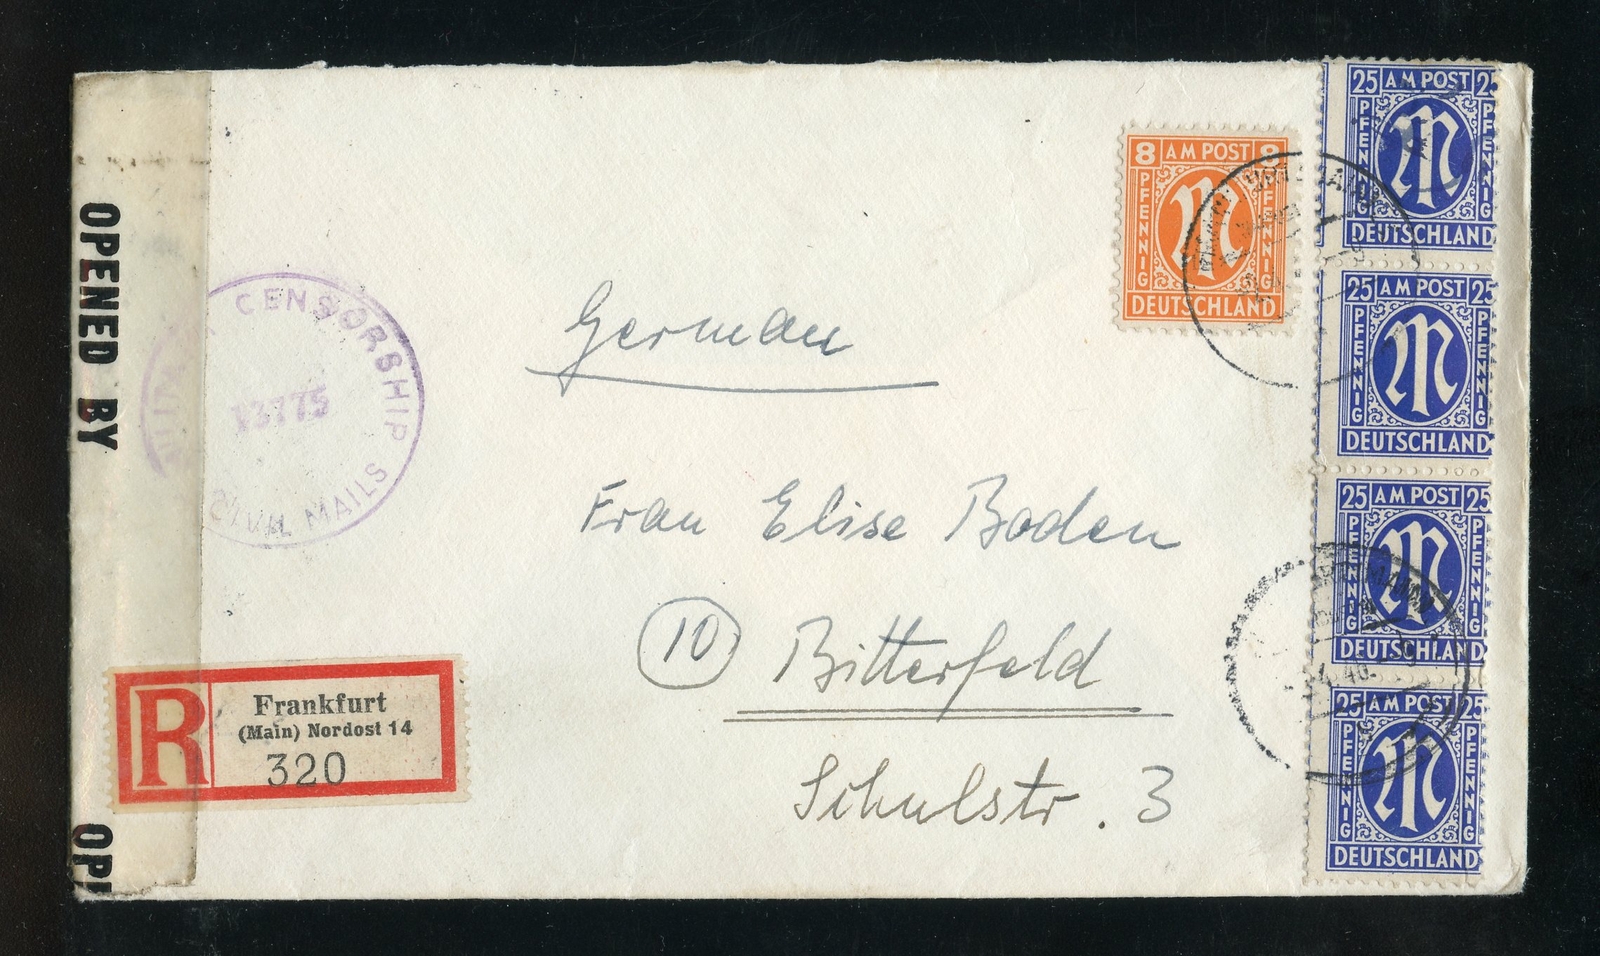 OPENED BY
OPE
CENSORSHIP
13775
CIVIL MAILS
German
Frau Elise Boden
10 Bitterfeld
Schulstr. 3
R
Frankfurt
(Main) Nordost 14
320
8 AM POST 8
PFENNIG PFENNIG
DEUTSCHLAND
25 AM POST 25
PFENNIG PFENNIG
DEUTSCHLAND
25 AM POST 25
PFENNIG PFENNIG
DEUTSCHLAND
25 AM POST 25
PFENNIG PFENNIG
DEUTSCHLAND
25 AM POST 25
PFENNIG PFENNIG
DEUTSCHLAND